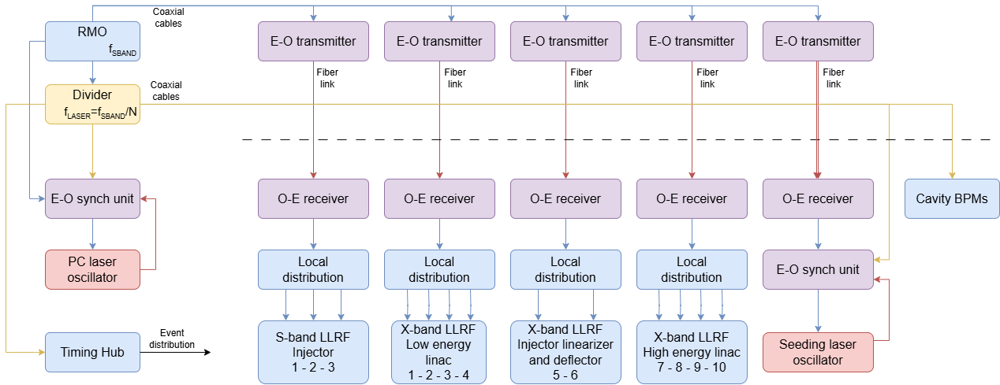 Coaxial
cables
RMO
fSBAND
E-O transmitter
E-O transmitter
E-O transmitter
E-O transmitter
E-O transmitter
Fiber
link
Fiber
link
Fiber
link
Fiber
link
Fiber
link
Coaxial
cables
Divider
fLASER=fSBAND/N
E-O synch unit
O-E receiver
O-E receiver
O-E receiver
O-E receiver
O-E receiver
Cavity BPMs
PC laser
oscillator
Local
distribution
Local
distribution
Local
distribution
Local
distribution
E-O synch unit
Timing Hub
Event
distribution
S-band LLRF
Injector
1 - 2 - 3
X-band LLRF
Low energy
linac
1 - 2 - 3 - 4
X-band LLRF
Injector linearizer
and deflector
5 - 6
X-band LLRF
High energy linac
7 - 8 - 9 - 10
Seeding laser
oscillator